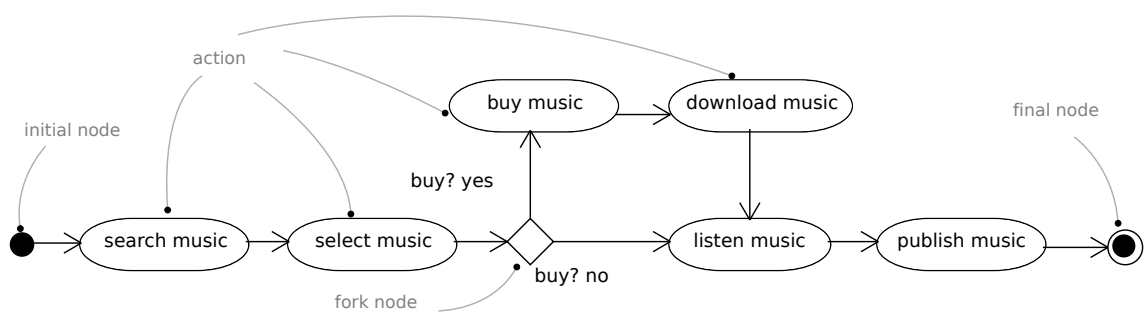 action
buy music
download music
final node
initial node
buy? yes
search music
select music
listen music
publish music
buy? no
fork node